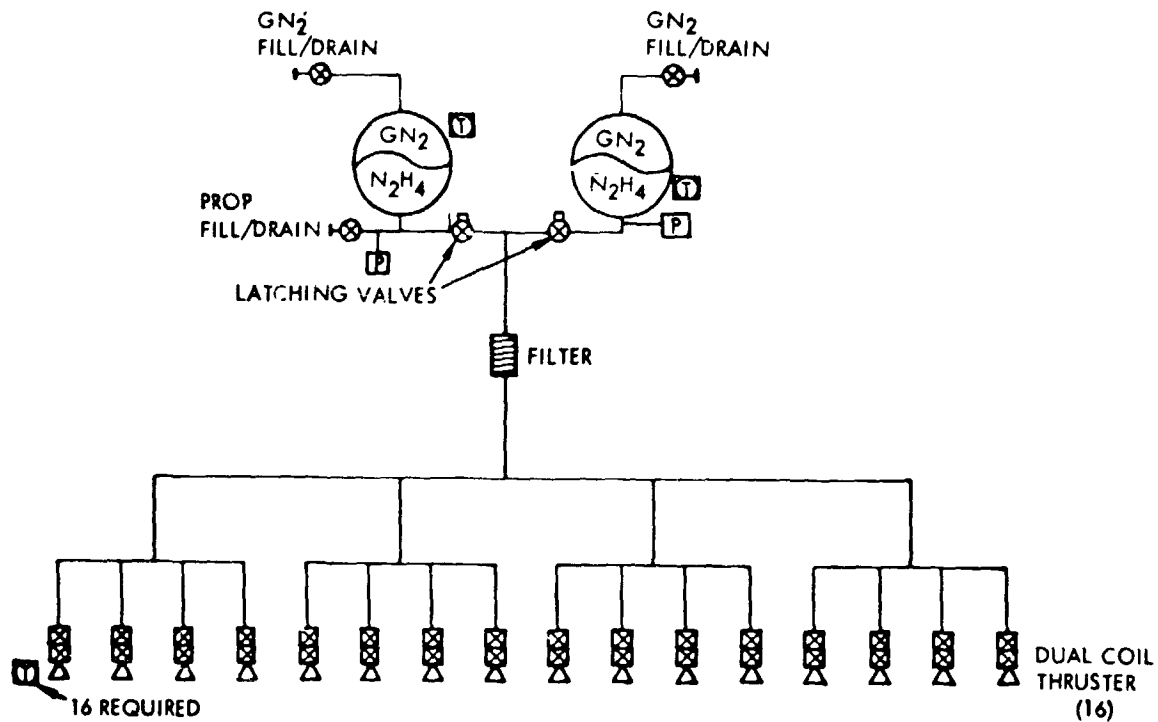 GN2
FILL/DRAIN
GN2
FILL/DRAIN
T
GN2
N2H4
GN2
N2H4
T
PROP
FILL/DRAIN
P
P
LATCHING VALVES
FILTER
T
16 REQUIRED
DUAL COIL
THRUSTER
(16)